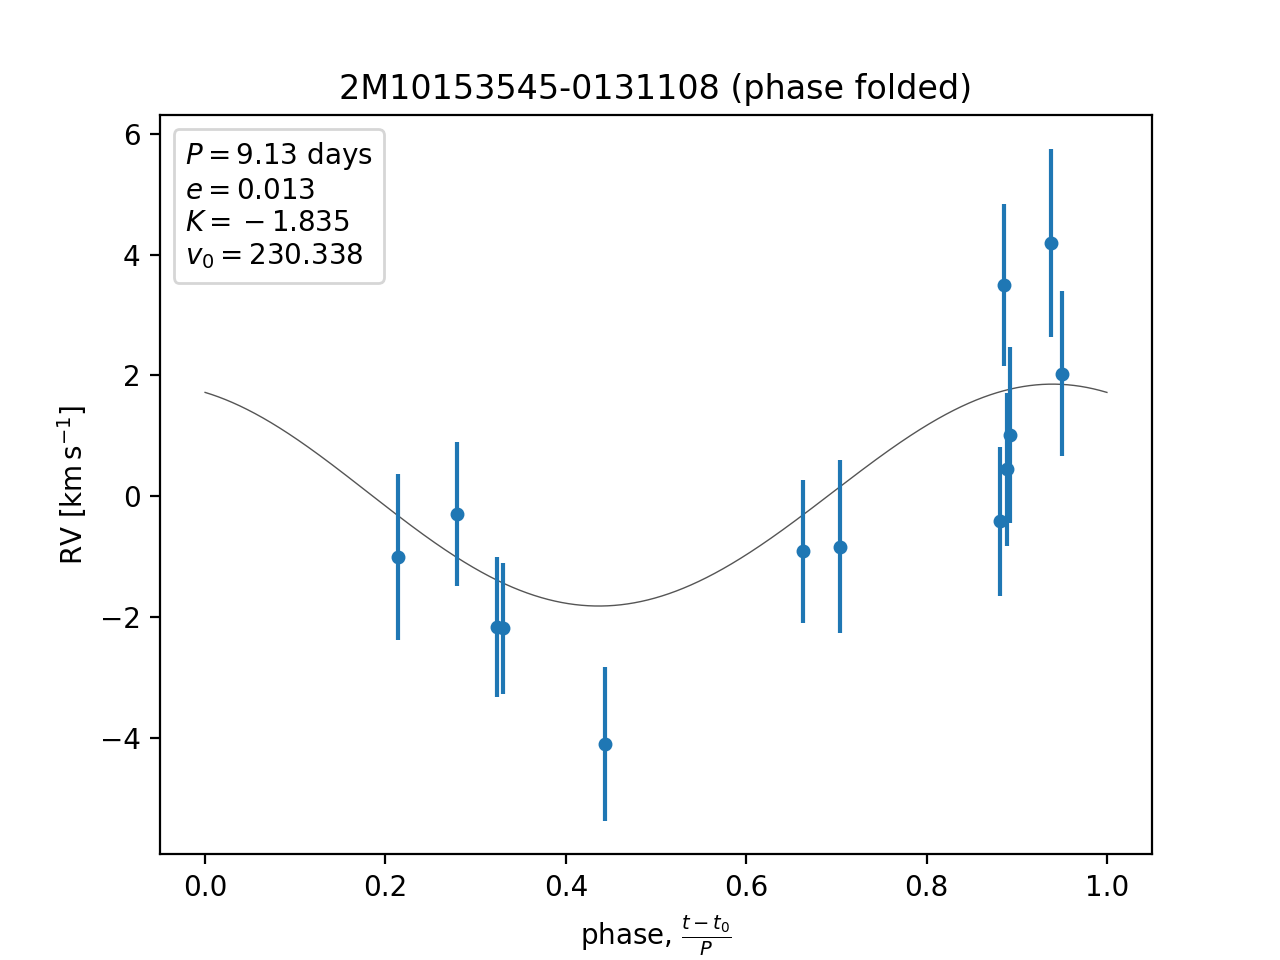 2M10153545-0131108 (phase folded)
P = 9.13 days
e = 0.013
K = −1.835
v₀ = 230.338
6
4
2
0
−2
−4
RV [km s⁻¹]
0.0 0.2 0.4 0.6 0.8 1.0
phase, (t − t₀)/P